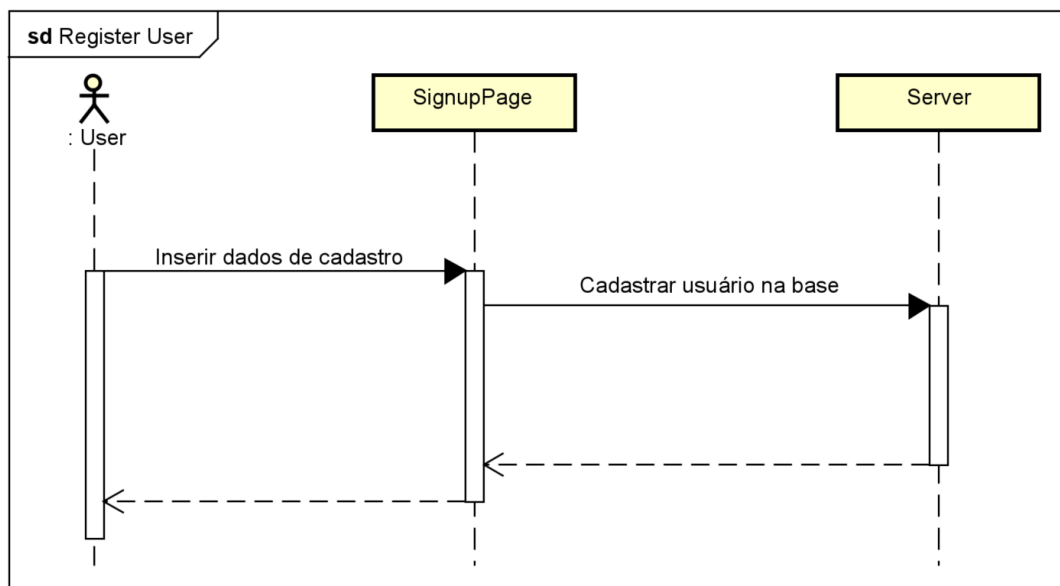 sd Register User
: User
SignupPage
Server
Inserir dados de cadastro
Cadastrar usuário na base